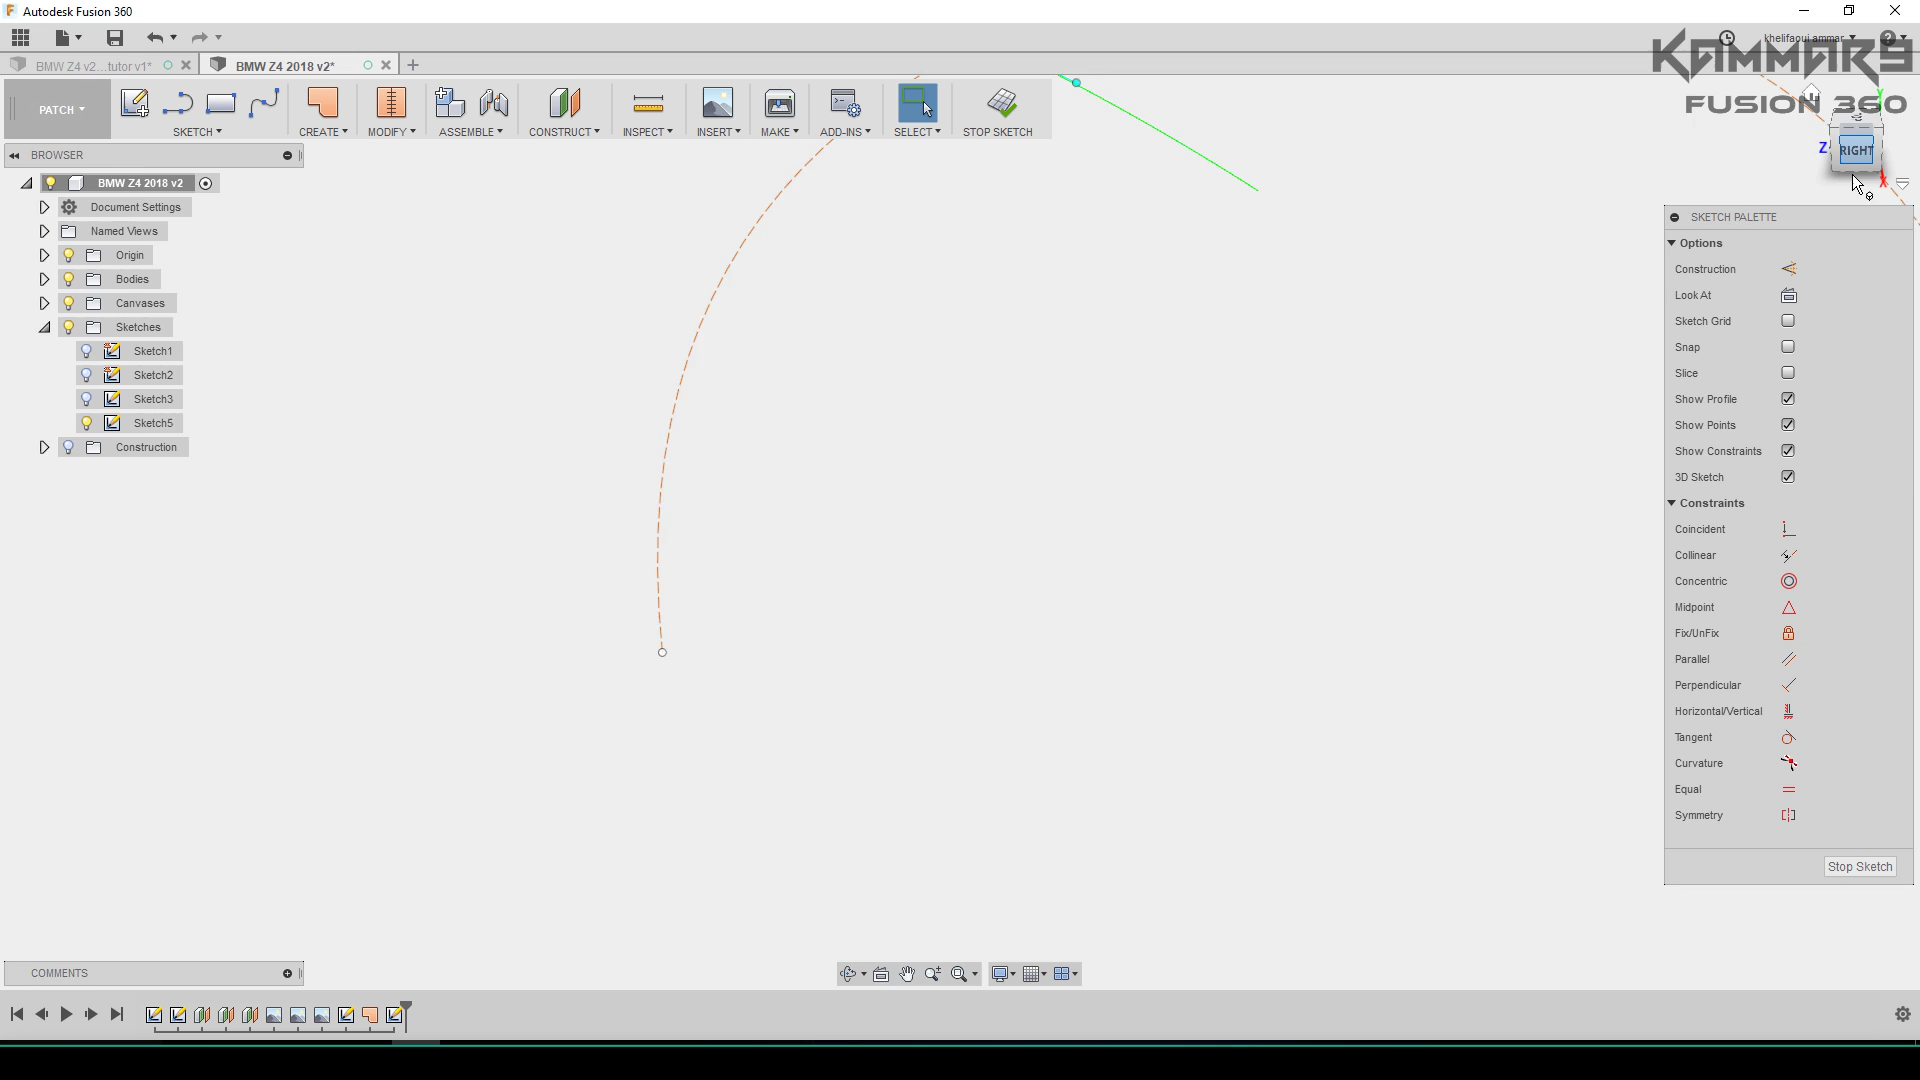 Autodesk Fusion 360
khelifaoui ammar
KAMMAR9
FUSION 360
BMW Z4 v2...tutor v1*
BMW Z4 2018 v2*
PATCH
SKETCH
CREATE
MODIFY
ASSEMBLE
CONSTRUCT
INSPECT
INSERT
MAKE
ADD-INS
SELECT
STOP SKETCH
Y
Z
RIGHT
X
BROWSER
BMW Z4 2018 v2
Document Settings
Named Views
Origin
Bodies
Canvases
Sketches
Sketch1
Sketch2
Sketch3
Sketch5
Construction
SKETCH PALETTE
Options
Construction
Look At
Sketch Grid
Snap
Slice
Show Profile
Show Points
Show Constraints
3D Sketch
Constraints
Coincident
Collinear
Concentric
Midpoint
Fix/UnFix
Parallel
Perpendicular
Horizontal/Vertical
Tangent
Curvature
Equal
Symmetry
Stop Sketch
COMMENTS